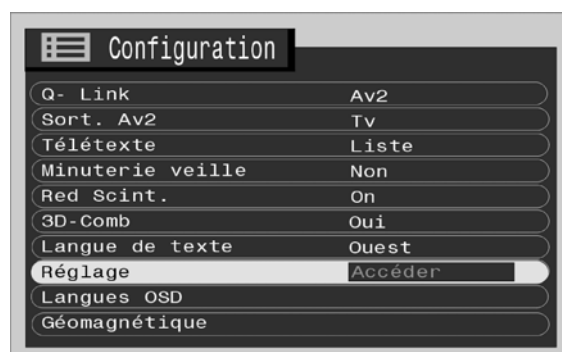 Configuration
Q- Link Av2
Sort. Av2 Tv
Télétexte Liste
Minuterie veille Non
Red Scint. On
3D-Comb Oui
Langue de texte Ouest
Réglage Accéder
Langues OSD
Géomagnétique